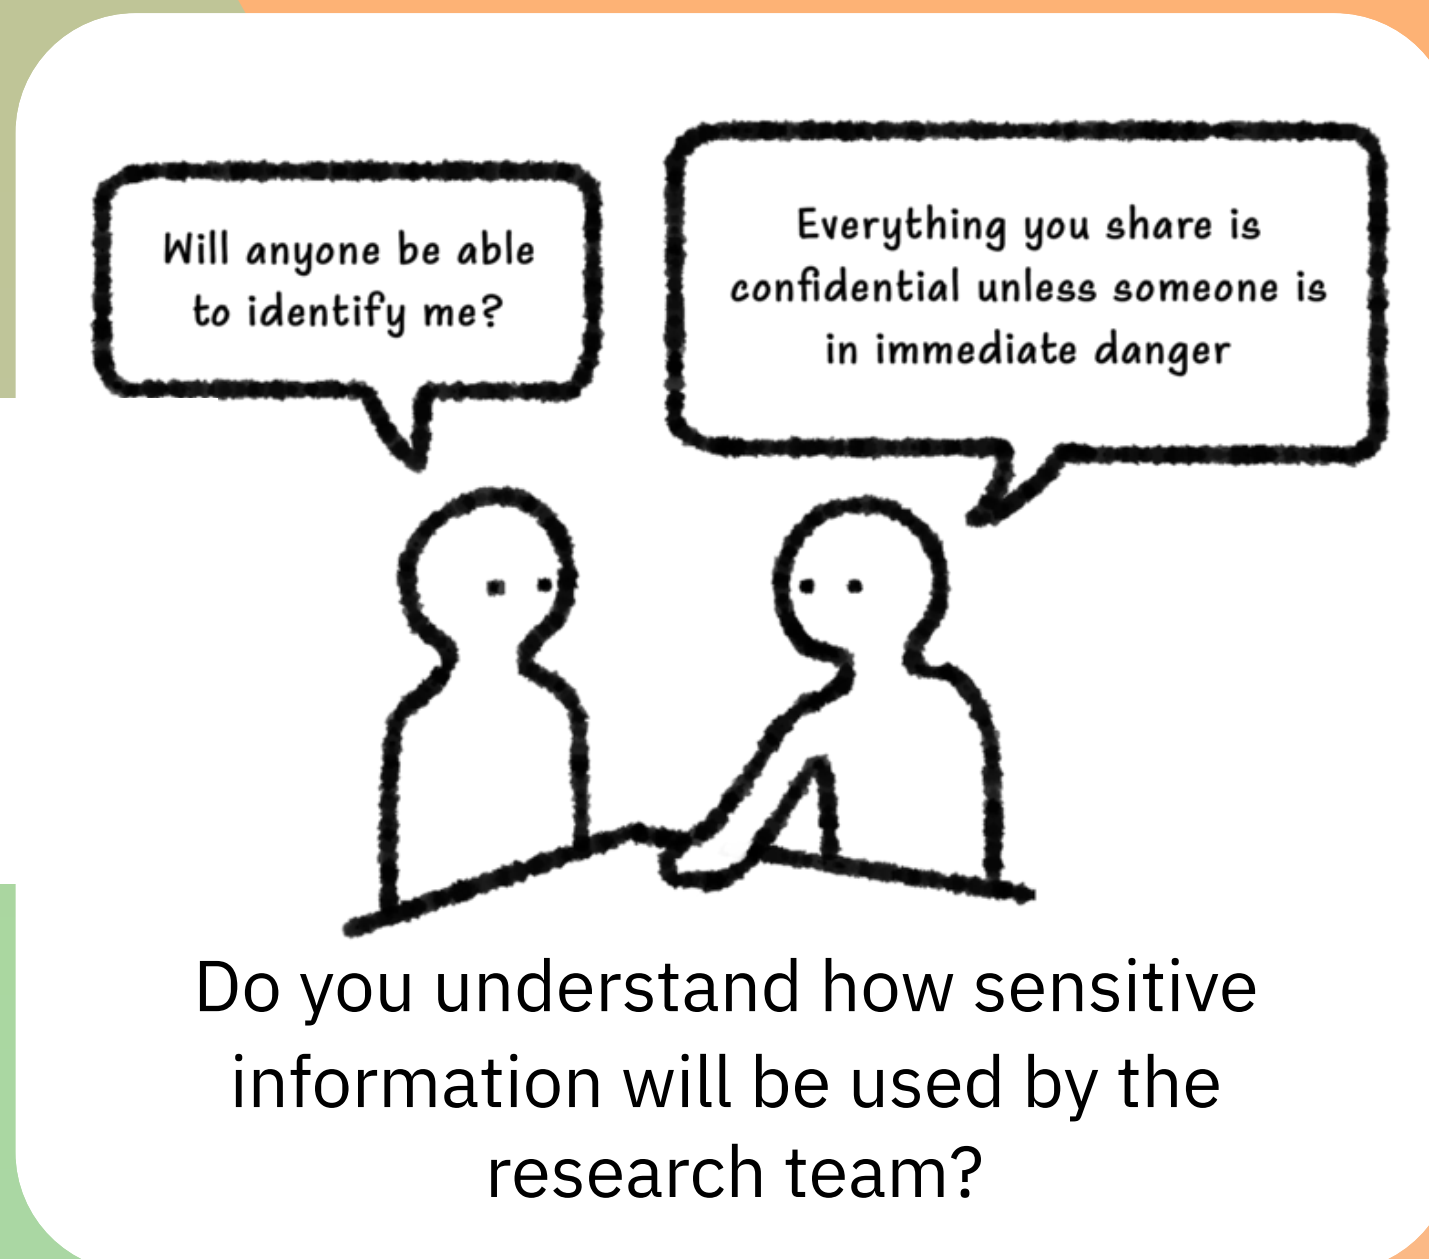 Will anyone be able
to identify me?
Everything you share is
confidential unless someone is
in immediate danger
Do you understand how sensitive
information will be used by the
research team?